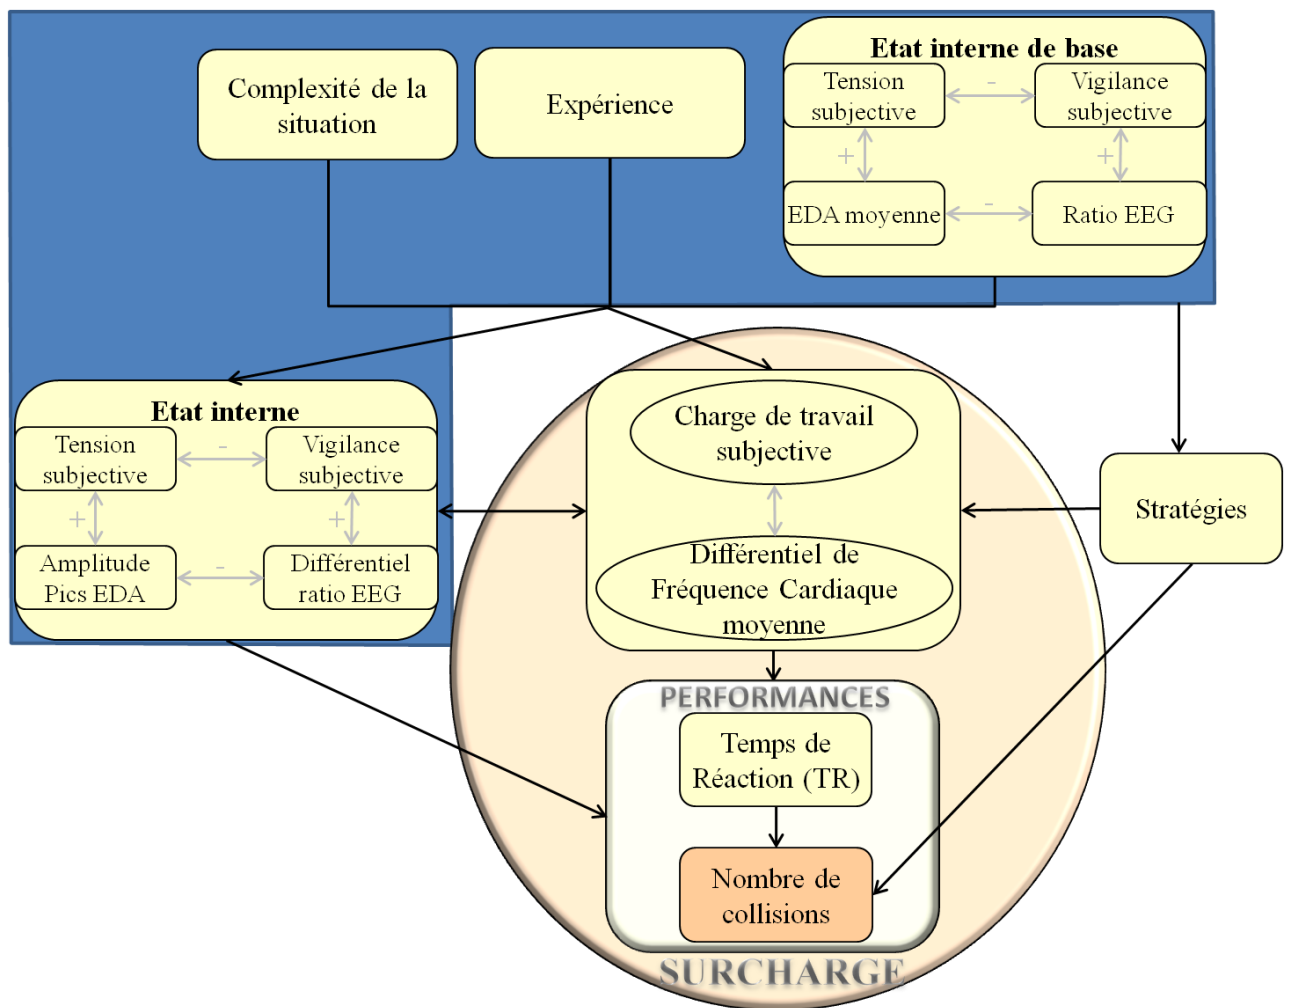 Complexité de la
situation
Expérience
Etat interne de base
Tension
subjective
-
Vigilance
subjective
+
+
EDA moyenne
-
Ratio EEG
Etat interne
Tension
subjective
-
Vigilance
subjective
+
+
Amplitude
Pics EDA
-
Différentiel
ratio EEG
Charge de travail
subjective
Différentiel de
Fréquence Cardiaque
moyenne
Stratégies
PERFORMANCES
Temps de
Réaction (TR)
Nombre de
collisions
SURCHARGE